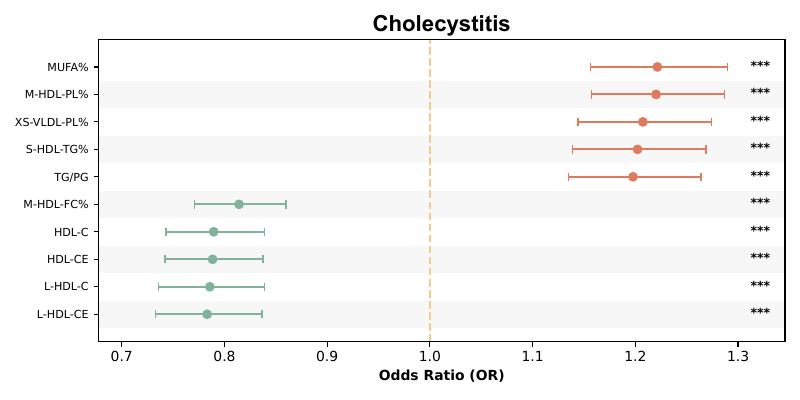 Cholecystitis
MUFA% ***
M-HDL-PL% ***
XS-VLDL-PL% ***
S-HDL-TG% ***
TG/PG ***
M-HDL-FC% ***
HDL-C ***
HDL-CE ***
L-HDL-C ***
L-HDL-CE ***
0.7 0.8 0.9 1.0 1.1 1.2 1.3
Odds Ratio (OR)